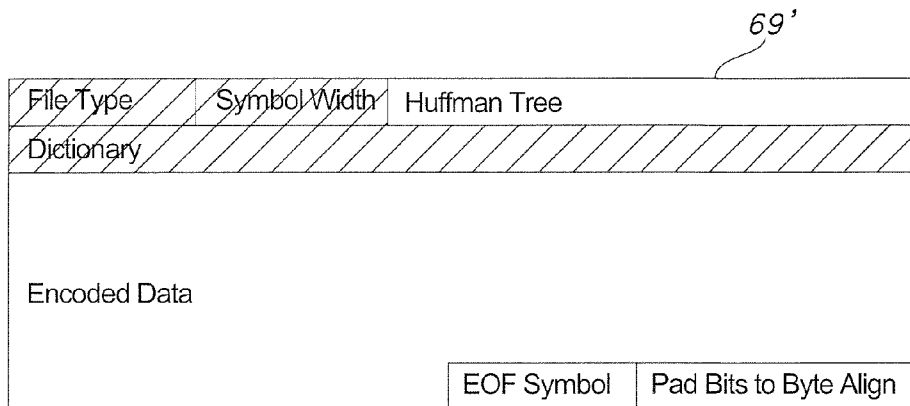 69'
File Type Symbol Width Huffman Tree
Dictionary
Encoded Data
EOF Symbol Pad Bits to Byte Align